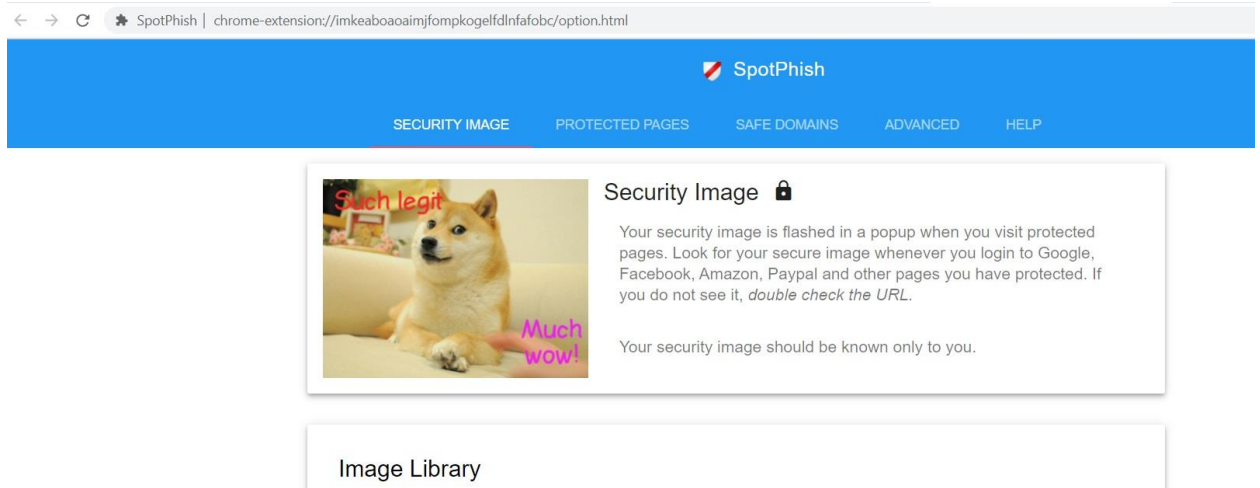 SpotPhish | chrome-extension://imkeaboaoaimjfompkogelfdlnfafobc/option.html
SpotPhish
SECURITY IMAGE PROTECTED PAGES SAFE DOMAINS ADVANCED HELP
Such legit
Much
wow!
Security Image
Your security image is flashed in a popup when you visit protected
pages. Look for your secure image whenever you login to Google,
Facebook, Amazon, Paypal and other pages you have protected. If
you do not see it, double check the URL.
Your security image should be known only to you.
Image Library